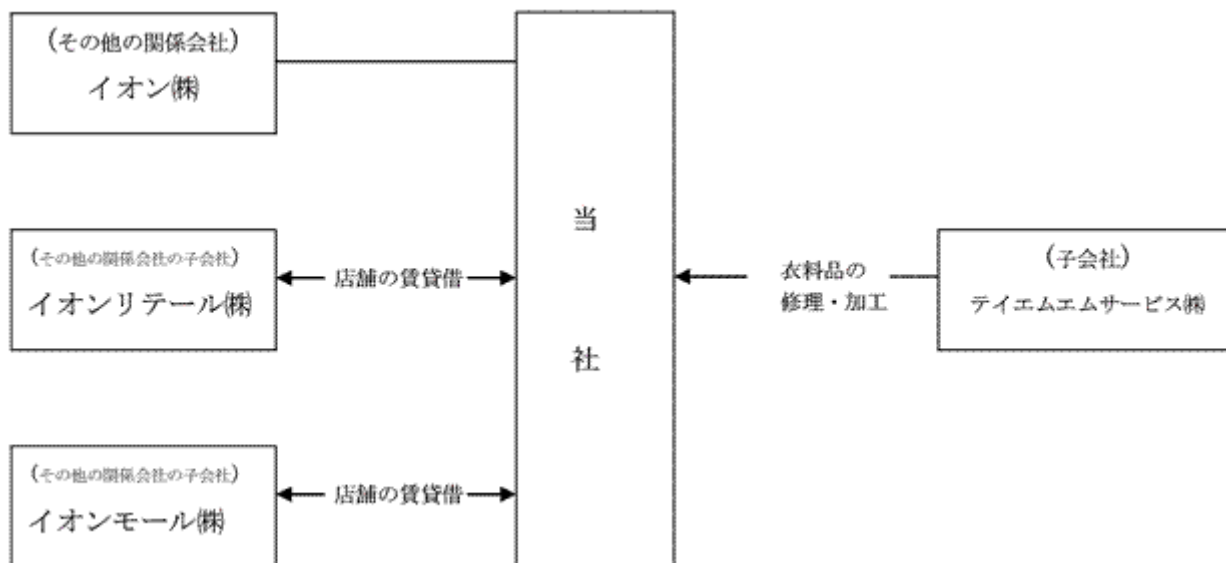 (その他の関係会社)
イオン㈱
(その他の関係会社の子会社)
イオンリテール㈱
店舗の賃貸借
(その他の関係会社の子会社)
イオンモール㈱
店舗の賃貸借
当
社
衣料品の
修理・加工
(子会社)
テイエムエムサービス㈱